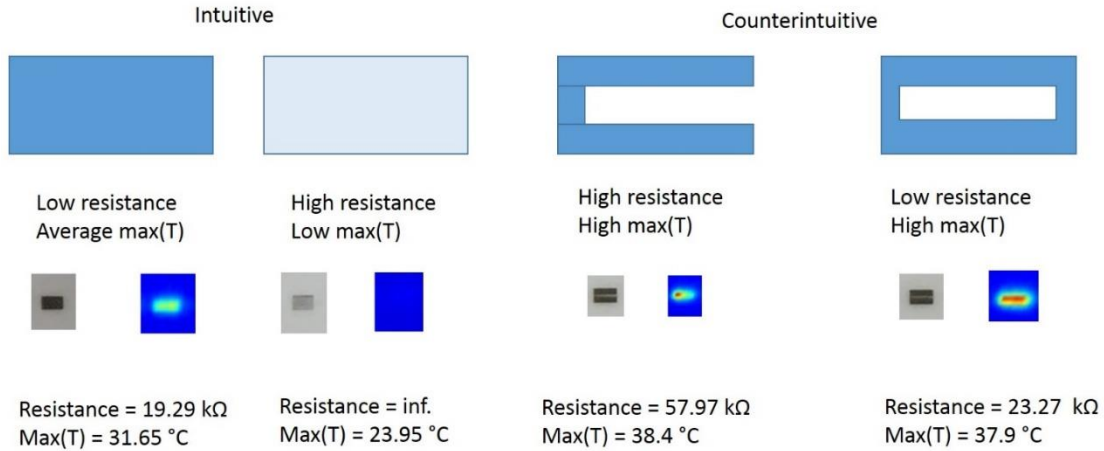 Intuitive
Counterintuitive
Low resistance
Average max(T)
High resistance
Low max(T)
High resistance
High max(T)
Low resistance
High max(T)
Resistance = 19.29 kΩ
Max(T) = 31.65 °C
Resistance = inf.
Max(T) = 23.95 °C
Resistance = 57.97 kΩ
Max(T) = 38.4 °C
Resistance = 23.27 kΩ
Max(T) = 37.9 °C